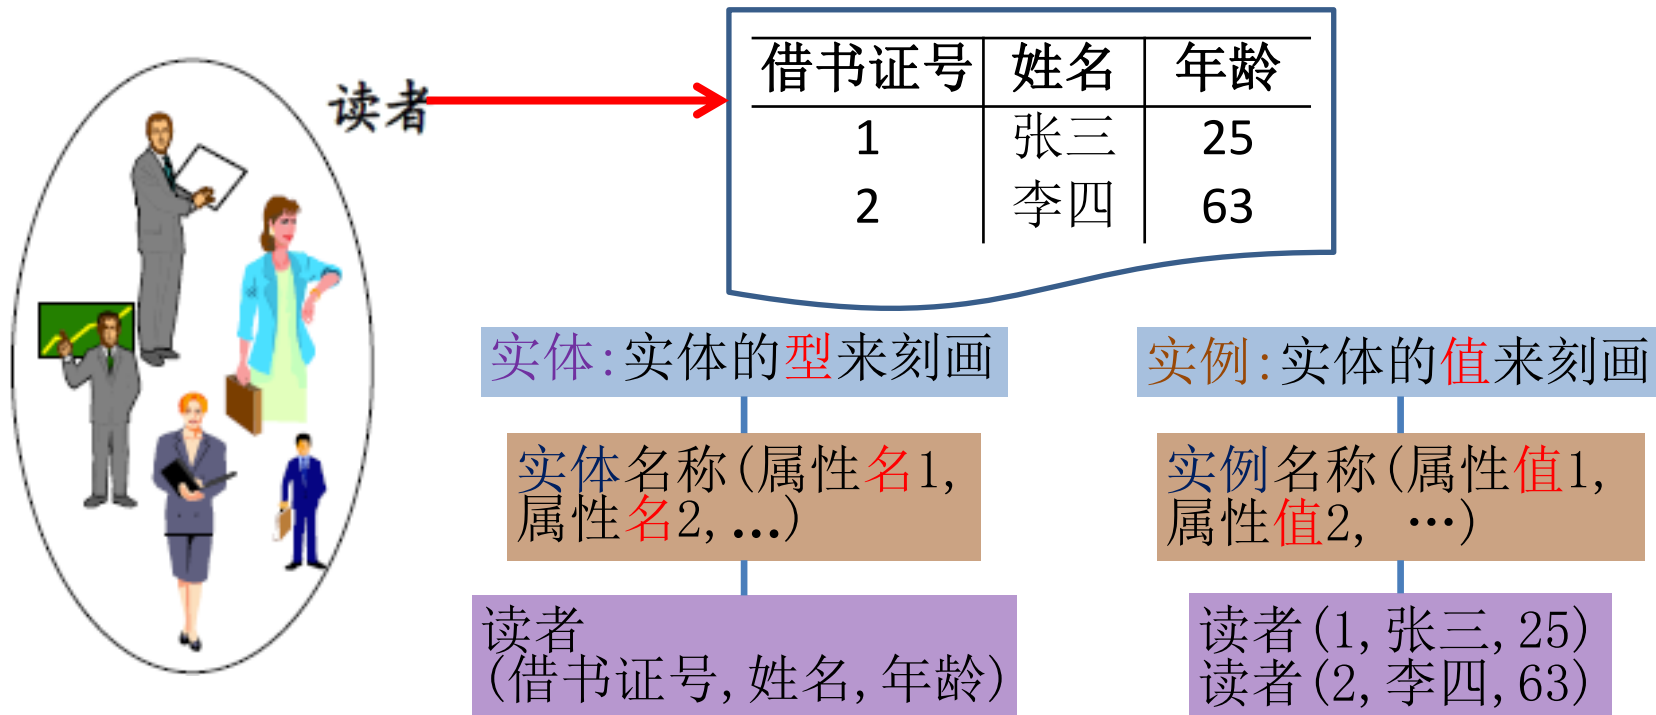 读者
借书证号 姓名 年龄
1 张三 25
2 李四 63
实体:实体的型来刻画
实体名称(属性名1,
属性名2,…)
读者
(借书证号,姓名,年龄)
实例:实体的值来刻画
实例名称(属性值1,
属性值2, …)
读者(1,张三,25)
读者(2,李四,63)